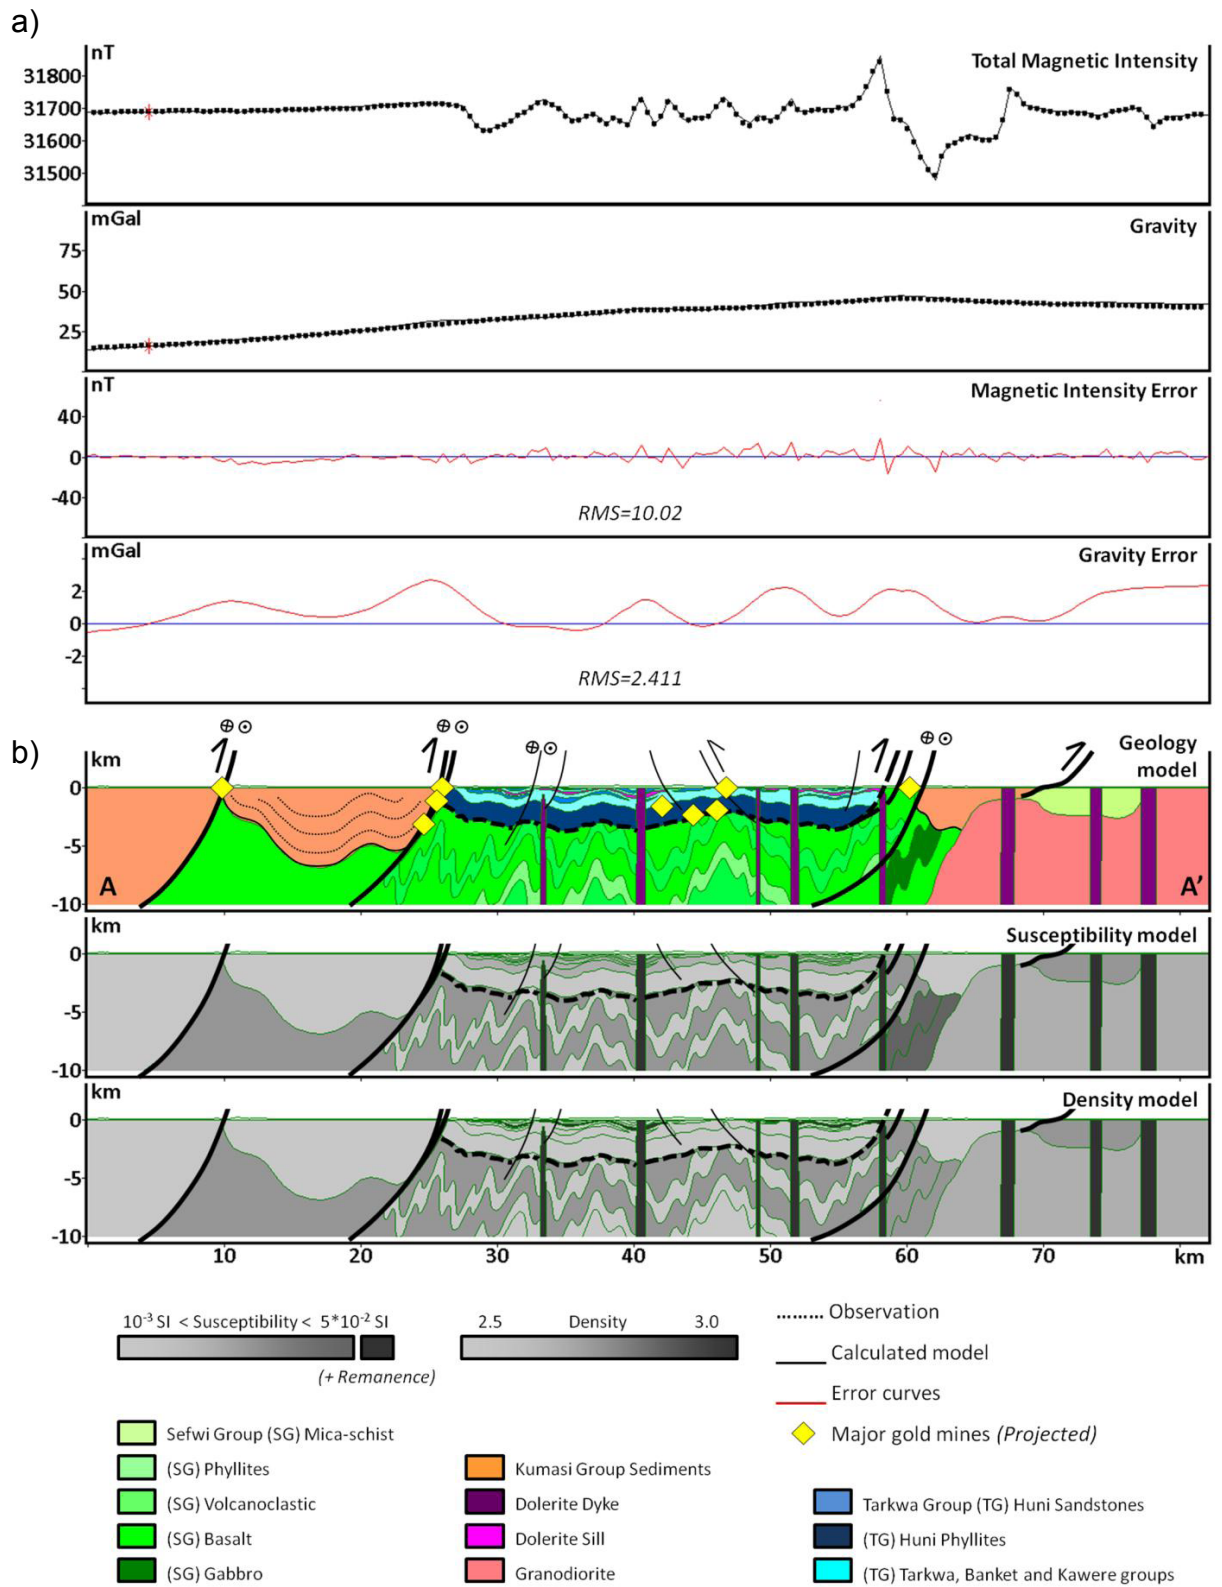 a)
nT
Total Magnetic Intensity
31800
31700
31600
31500
mGal
Gravity
75
50
25
nT
Magnetic Intensity Error
40
0
-40
RMS=10.02
mGal
Gravity Error
2
0
-2
RMS=2.411
b)
km
Geology
model
0
-5
-10
A
A'
km
Susceptibility model
0
-5
-10
km
Density model
0
-5
-10
10 20 30 40 50 60 70 km
10⁻³ SI < Susceptibility < 5*10⁻² SI
(+ Remanence)
2.5 Density 3.0
Observation
Calculated model
Error curves
Major gold mines (Projected)
Sefwi Group (SG) Mica-schist
(SG) Phyllites
(SG) Volcanoclastic
(SG) Basalt
(SG) Gabbro
Kumasi Group Sediments
Dolerite Dyke
Dolerite Sill
Granodiorite
Tarkwa Group (TG) Huni Sandstones
(TG) Huni Phyllites
(TG) Tarkwa, Banket and Kawere groups